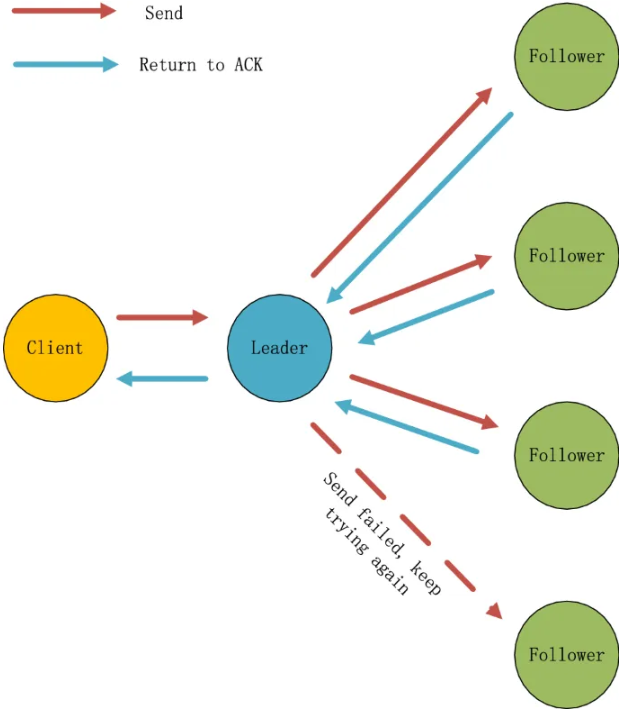 Send
Return to ACK
Follower
Follower
Client
Leader
Follower
Send failed, keep
trying again
Follower